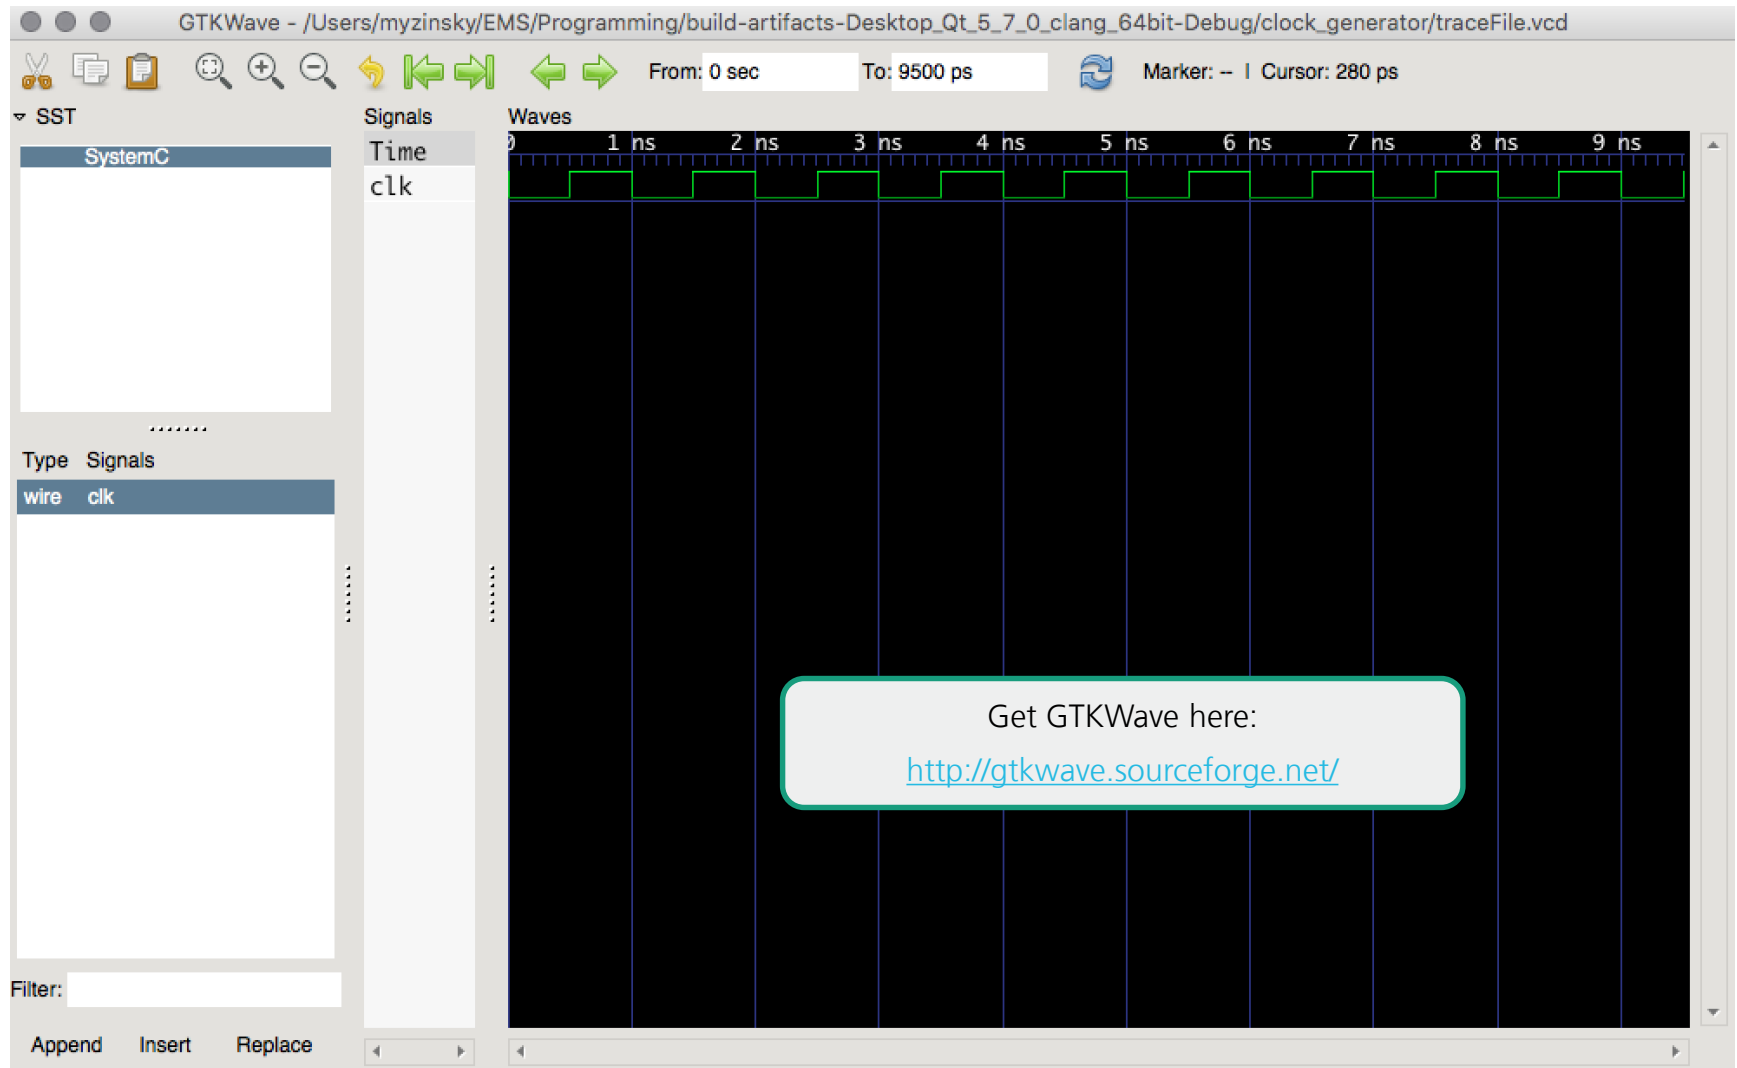 GTKWave - /Users/myzinsky/EMS/Programming/build-artifacts-Desktop_Qt_5_7_0_clang_64bit-Debug/clock_generator/traceFile.vcd
From: 0 sec To: 9500 ps Marker: -- | Cursor: 280 ps
SST
SystemC
Type Signals
wire clk
Filter:
Append Insert Replace
Signals
Time
clk
Waves
0 1 ns 2 ns 3 ns 4 ns 5 ns 6 ns 7 ns 8 ns 9 ns
Get GTKWave here:
http://gtkwave.sourceforge.net/